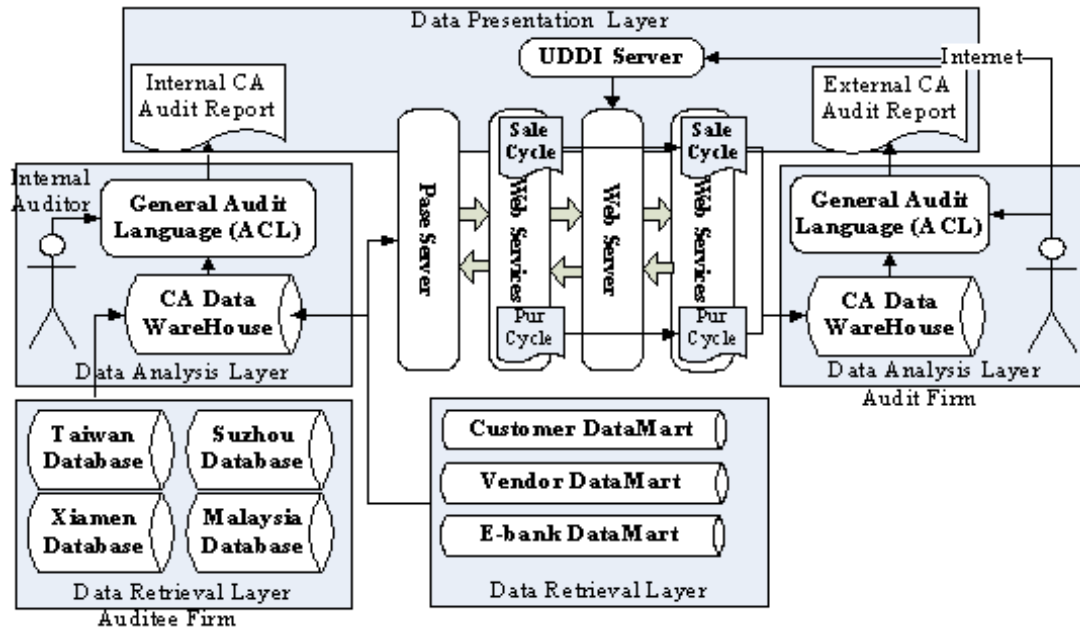 Data Presentation Layer
UDDI Server
Internet
Internal CA
Audit Report
External CA
Audit Report
Internal
Auditor
General Audit
Language (ACL)
CA Data
WareHouse
Data Analysis Layer
Pase Server
Sale
Cycle
Web Services
Pur
Cycle
Web Server
Sale
Cycle
Web Services
Pur
Cycle
General Audit
Language (ACL)
CA Data
WareHouse
Data Analysis Layer
Audit Firm
Taiwan
Database
Suzhou
Database
Xiamen
Database
Malaysia
Database
Data Retrieval Layer
Auditee Firm
Customer DataMart
Vendor DataMart
E-bank DataMart
Data Retrieval Layer